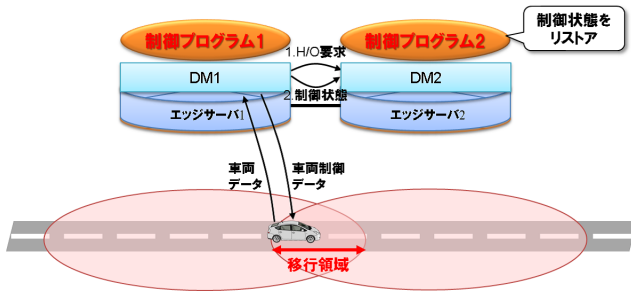 制御プログラム1
1.H/O要求
制御プログラム2
制御状態を
リストア
DM1
DM2
2.制御状態
エッジサーバ1
エッジサーバ2
車両
データ
車両制御
データ
移行領域